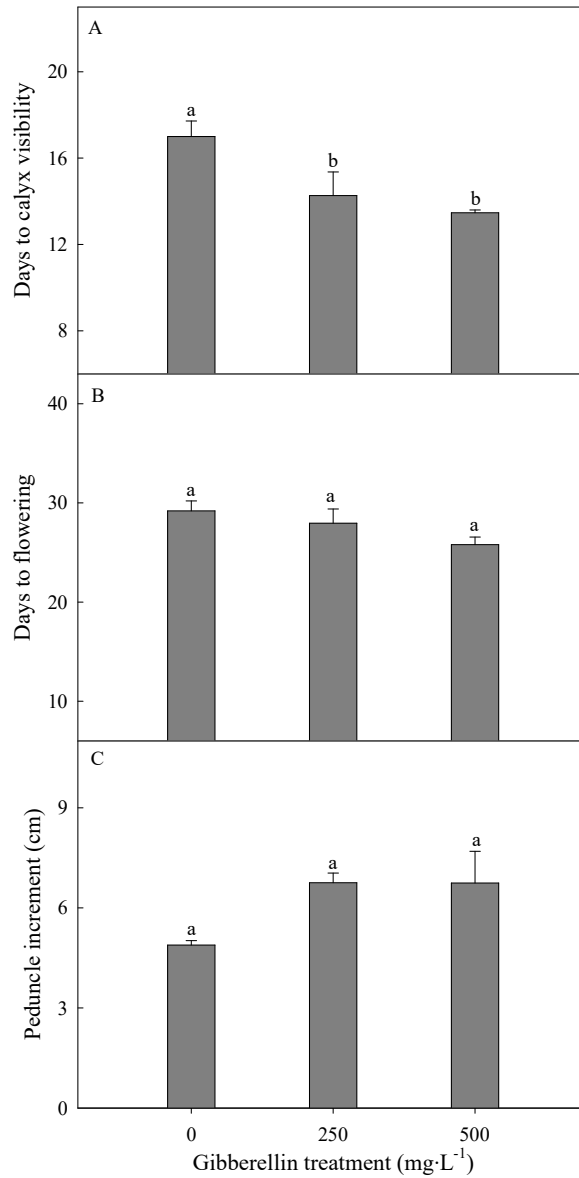 A
Days to calyx visibility
20
16
12
8
a
b
b
B
Days to flowering
40
30
20
10
a
a
a
C
Peduncle increment (cm)
9
6
3
0
a
a
a
0 250 500
Gibberellin treatment (mg·L⁻¹)